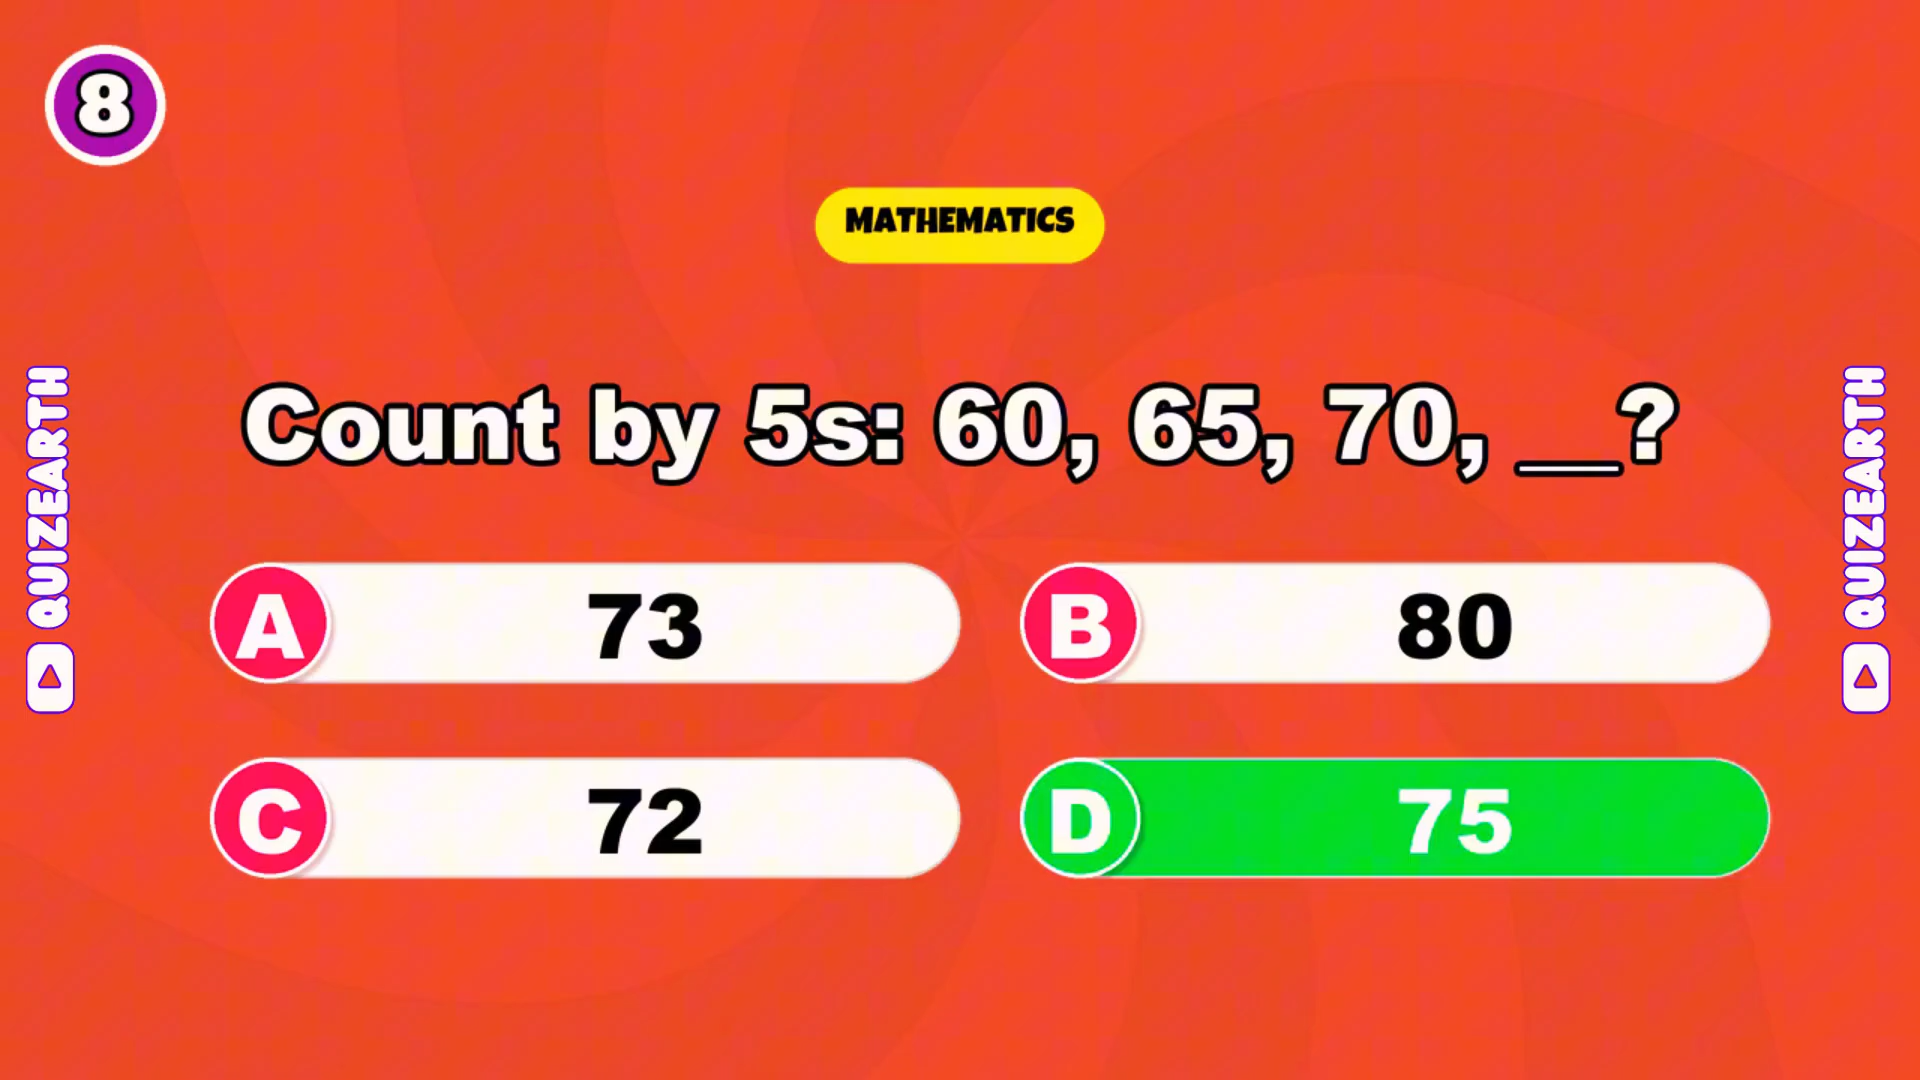 8
MATHEMATICS
Count by 5s: 60, 65, 70, __?
A 73
B 80
C 72
D 75
QUIZEARTH
QUIZEARTH